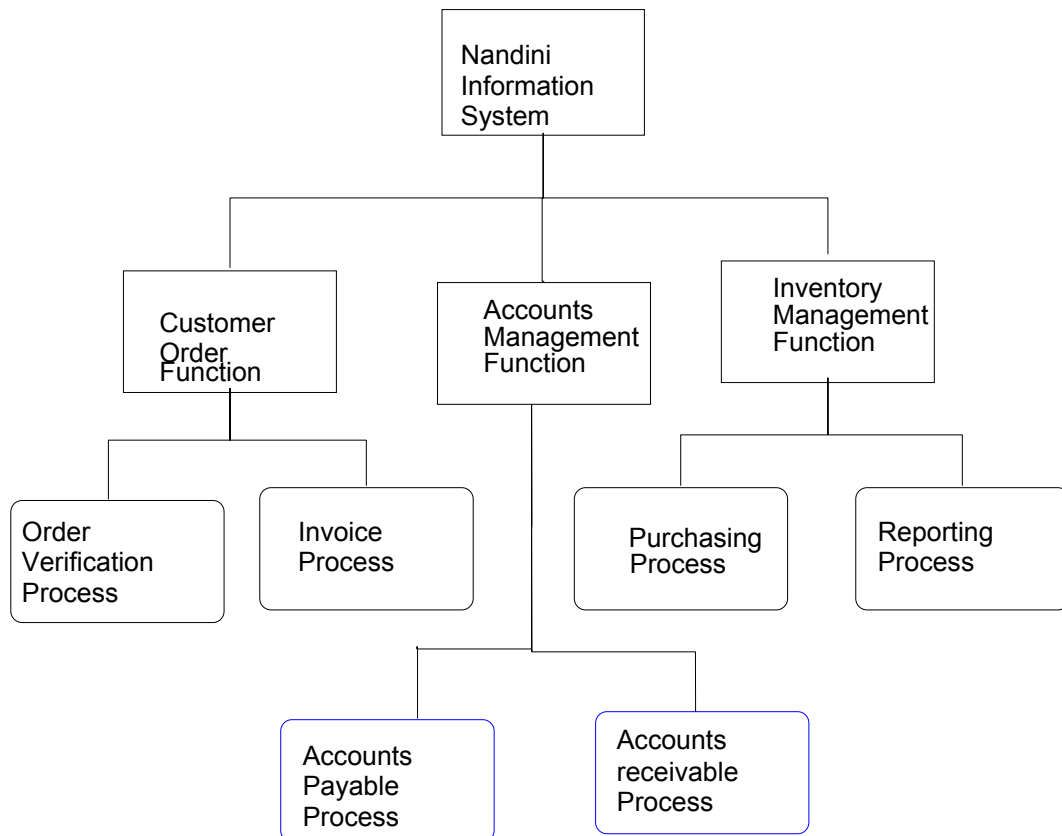 Nandini
Information
System
Customer
Order
Function
Accounts
Management
Function
Inventory
Management
Function
Order
Verification
Process
Invoice
Process
Purchasing
Process
Reporting
Process
Accounts
Payable
Process
Accounts
receivable
Process